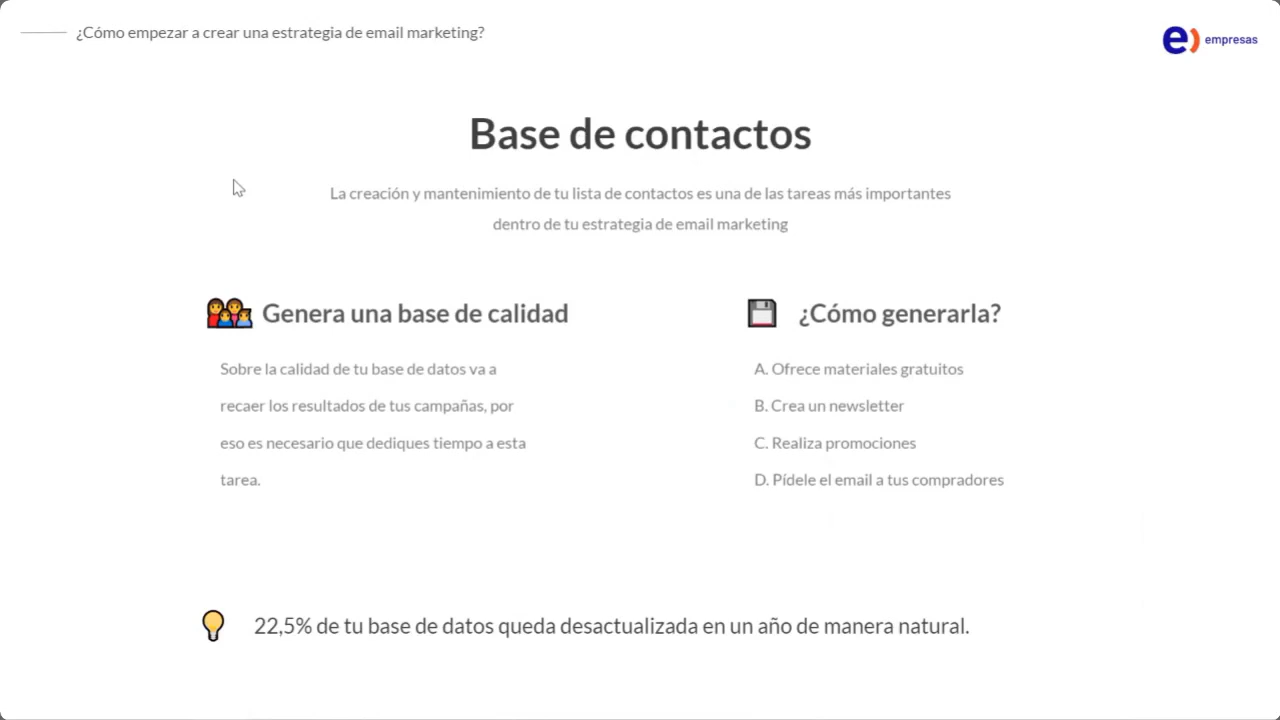 ¿Cómo empezar a crear una estrategia de email marketing?
e) empresas
Base de contactos
La creación y mantenimiento de tu lista de contactos es una de las tareas más importantes
dentro de tu estrategia de email marketing
Genera una base de calidad
Sobre la calidad de tu base de datos va a
recaer los resultados de tus campañas, por
eso es necesario que dediques tiempo a esta
tarea.
¿Cómo generarla?
A. Ofrece materiales gratuitos
B. Crea un newsletter
C. Realiza promociones
D. Pídele el email a tus compradores
22,5% de tu base de datos queda desactualizada en un año de manera natural.